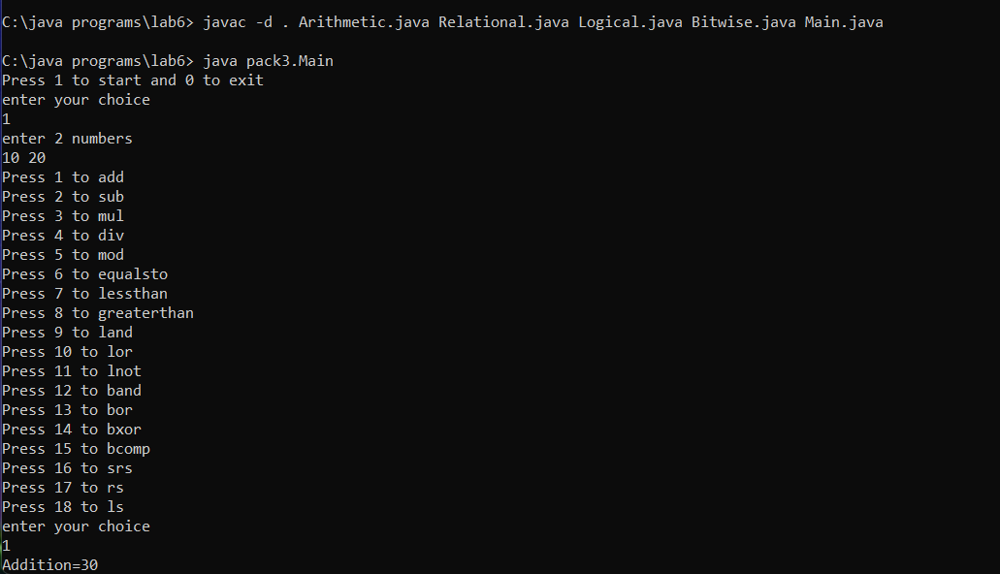 C:\java programs\lab6> javac -d . Arithmetic.java Relational.java Logical.java Bitwise.java Main.java
C:\java programs\lab6> java pack3.Main
Press 1 to start and 0 to exit
enter your choice
1
enter 2 numbers
10 20
Press 1 to add
Press 2 to sub
Press 3 to mul
Press 4 to div
Press 5 to mod
Press 6 to equalsto
Press 7 to lessthan
Press 8 to greaterthan
Press 9 to land
Press 10 to lor
Press 11 to lnot
Press 12 to band
Press 13 to bor
Press 14 to bxor
Press 15 to bcomp
Press 16 to srs
Press 17 to rs
Press 18 to ls
enter your choice
1
Addition=30